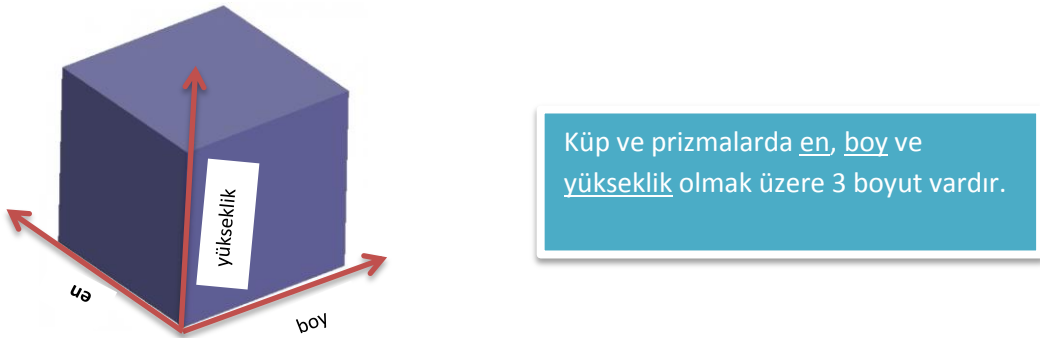 yükseklik
en
boy
Küp ve prizmalarda en, boy ve
yükseklik olmak üzere 3 boyut vardır.